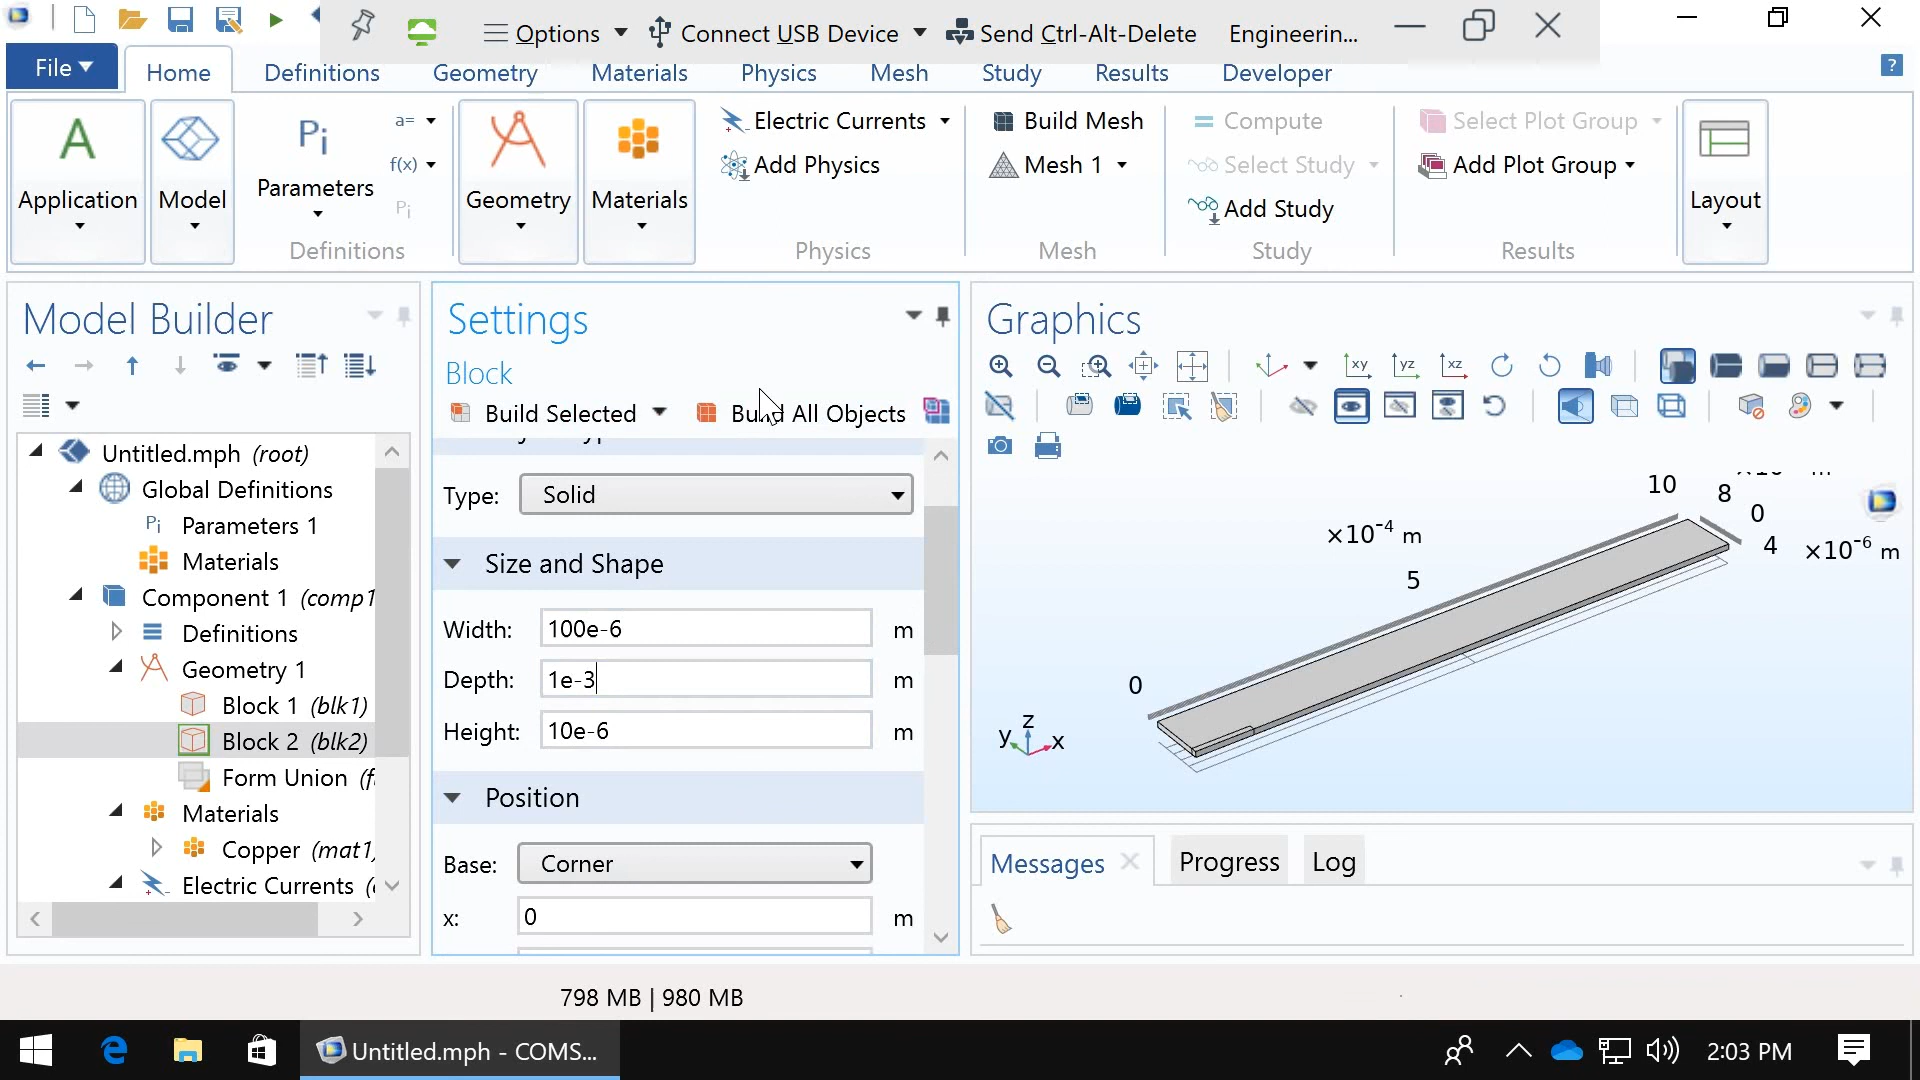 Options
Connect USB Device
Send Ctrl-Alt-Delete
Engineerin...
File
Home
Definitions
Geometry
Materials
Physics
Mesh
Study
Results
Developer
?
A
Application
Model
Pi
Parameters
a=
f(x)
Pi
Definitions
Geometry
Materials
Electric Currents
Add Physics
Physics
Build Mesh
Mesh 1
Mesh
Compute
Select Study
Add Study
Study
Select Plot Group
Add Plot Group
Results
Layout
Model Builder
Untitled.mph (root)
Global Definitions
Pi Parameters 1
Materials
Component 1 (comp1
Definitions
Geometry 1
Block 1 (blk1)
Block 2 (blk2)
Form Union (f
Materials
Copper (mat1)
Electric Currents (
Settings
Block
Build Selected
Build All Objects
Type: Solid
Size and Shape
Width: 100e-6 m
Depth: 1e-3 m
Height: 10e-6 m
Position
Base: Corner
x: 0 m
Graphics
xy
yz
xz
10
8
0
4
×10⁻⁶ m
×10⁻⁴ m
5
0
z
y
x
Messages
Progress
Log
798 MB | 980 MB
Untitled.mph - COMS...
2:03 PM